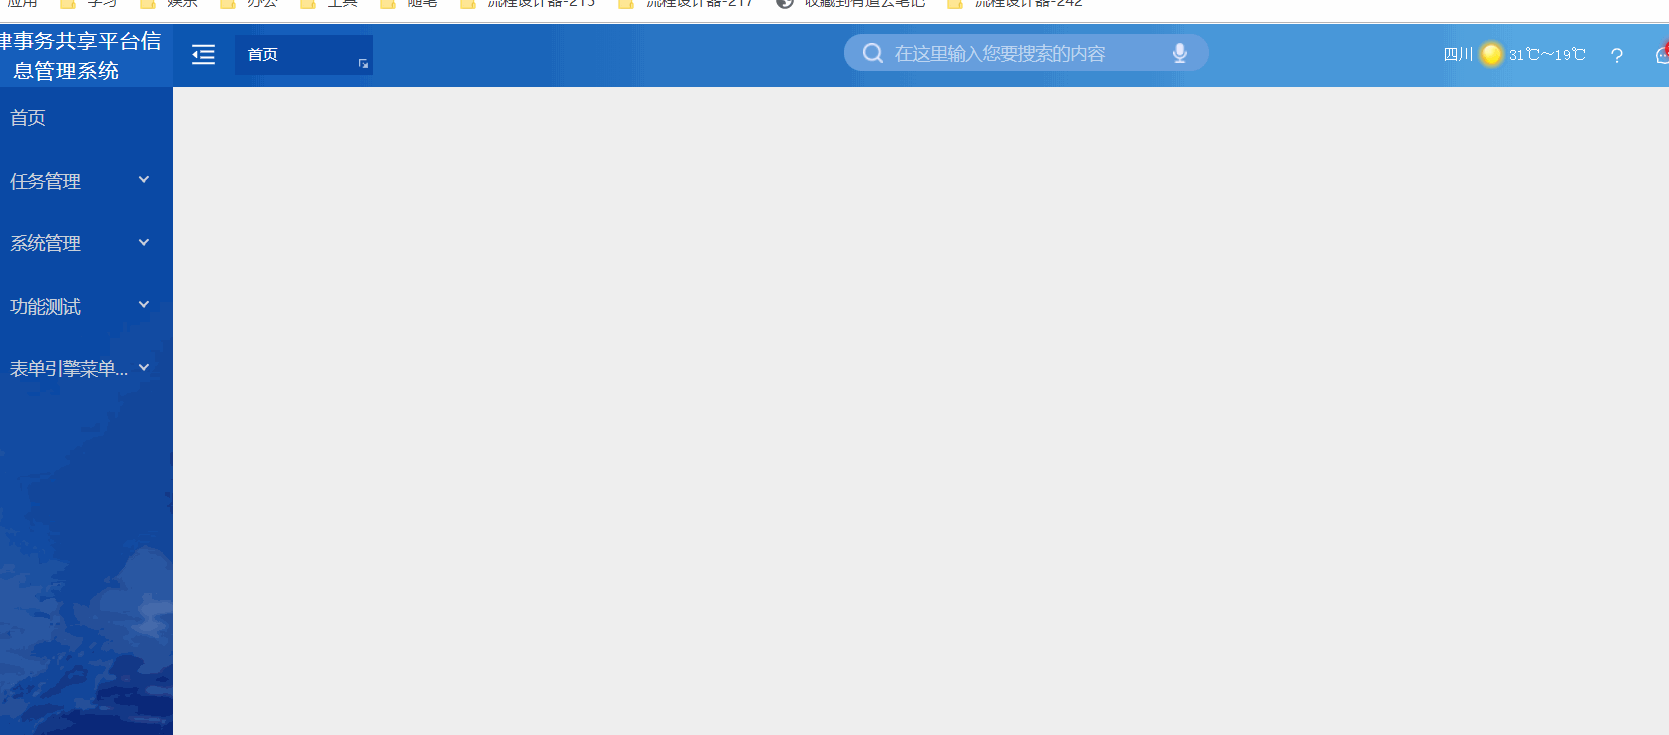 应用 学习 娱乐 办公 工具 随笔 流程设计器-215 流程设计器-217 收藏到有道云笔记 流程设计器-242
律事务共享平台信
息管理系统
首页
在这里输入您要搜索的内容
四川 31℃～19℃ ?
首页
任务管理
系统管理
功能测试
表单引擎菜单...